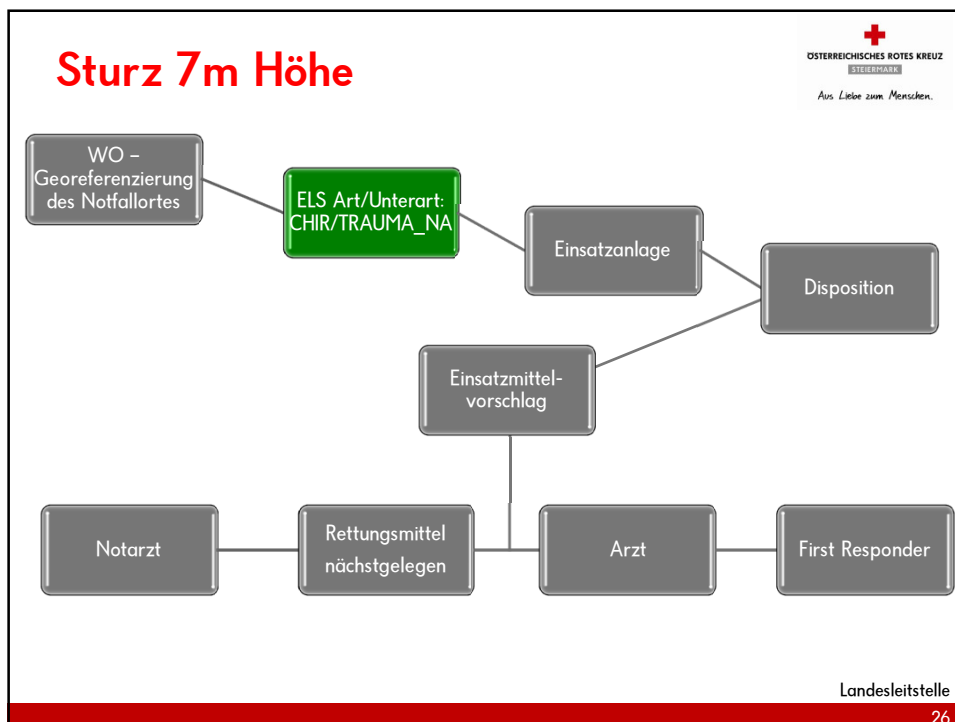 Sturz 7m Höhe
ÖSTERREICHISCHES ROTES KREUZ
STEIERMARK
Aus Liebe zum Menschen.
WO –
Georeferenzierung
des Notfallortes
ELS Art/Unterart:
CHIR/TRAUMA_NA
Einsatzanlage
Disposition
Einsatzmittel-
vorschlag
Notarzt
Rettungsmittel
nächstgelegen
Arzt
First Responder
Landesleitstelle
26